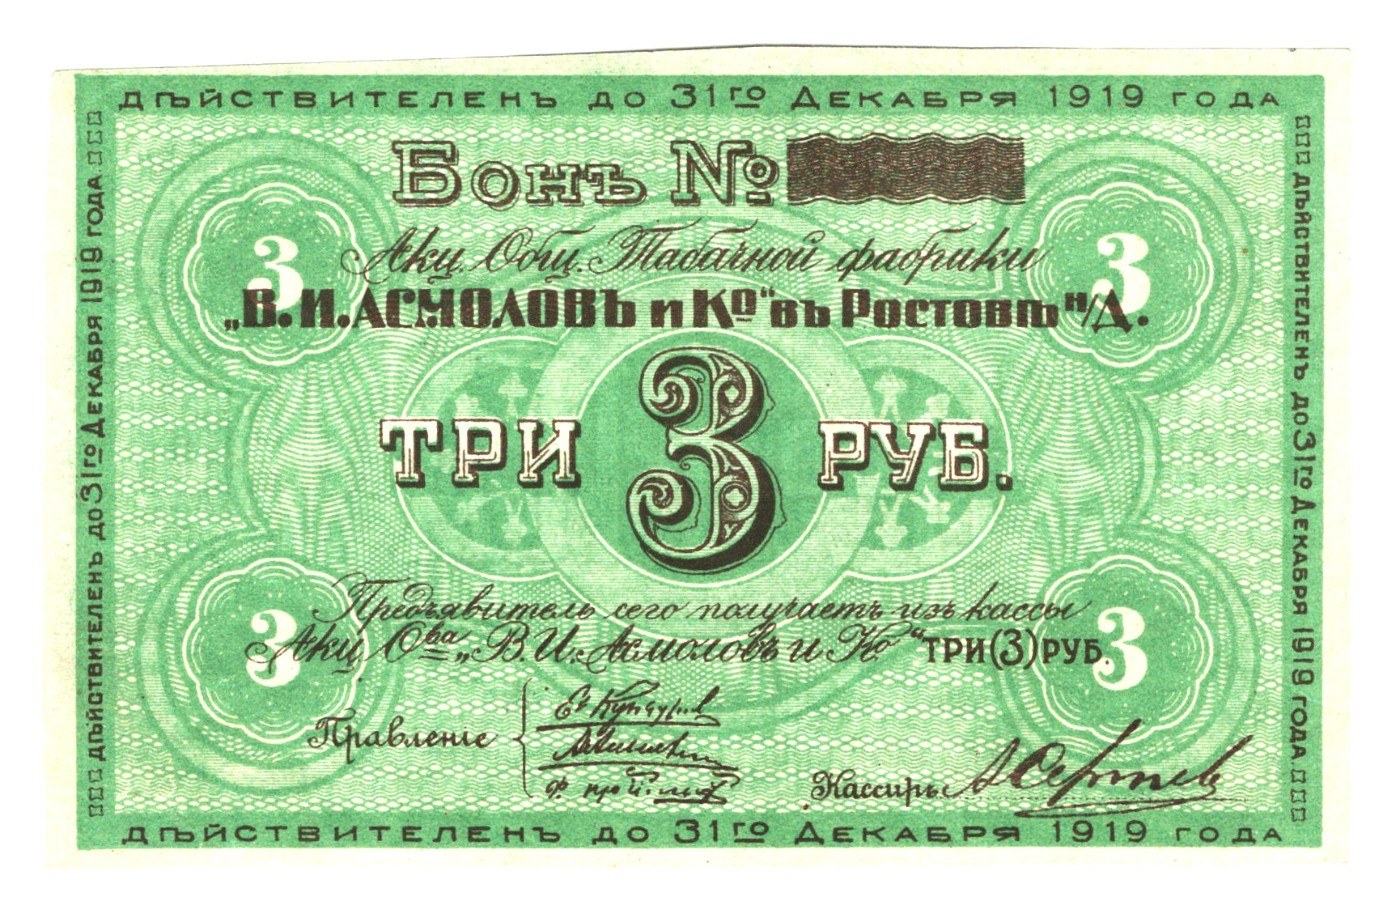 ДѢЙСТВИТЕЛЕНЪ ДО 31ГО ДЕКАБРЯ 1919 ГОДА
БОНЪ №
Акц. Общ. Табачной фабрики
„В.И.АСМОЛОВЪ и Ко" въ Ростовѣ н/Д.
3
3
ТРИ 3 РУБ.
Предъявитель сего получаетъ изъ кассы
Акц. О-ва „В.И. Асмоловъ и Ко" ТРИ(3)РУБ.
3
3
Правленіе
Кассиръ
ДѢЙСТВИТЕЛЕНЪ ДО 31ГО ДЕКАБРЯ 1919 ГОДА
ДѢЙСТВИТЕЛЕНЪ ДО 31ГО ДЕКАБРЯ 1919 ГОДА.
ДѢЙСТВИТЕЛЕНЪ ДО 31ГО ДЕКАБРЯ 1919 ГОДА